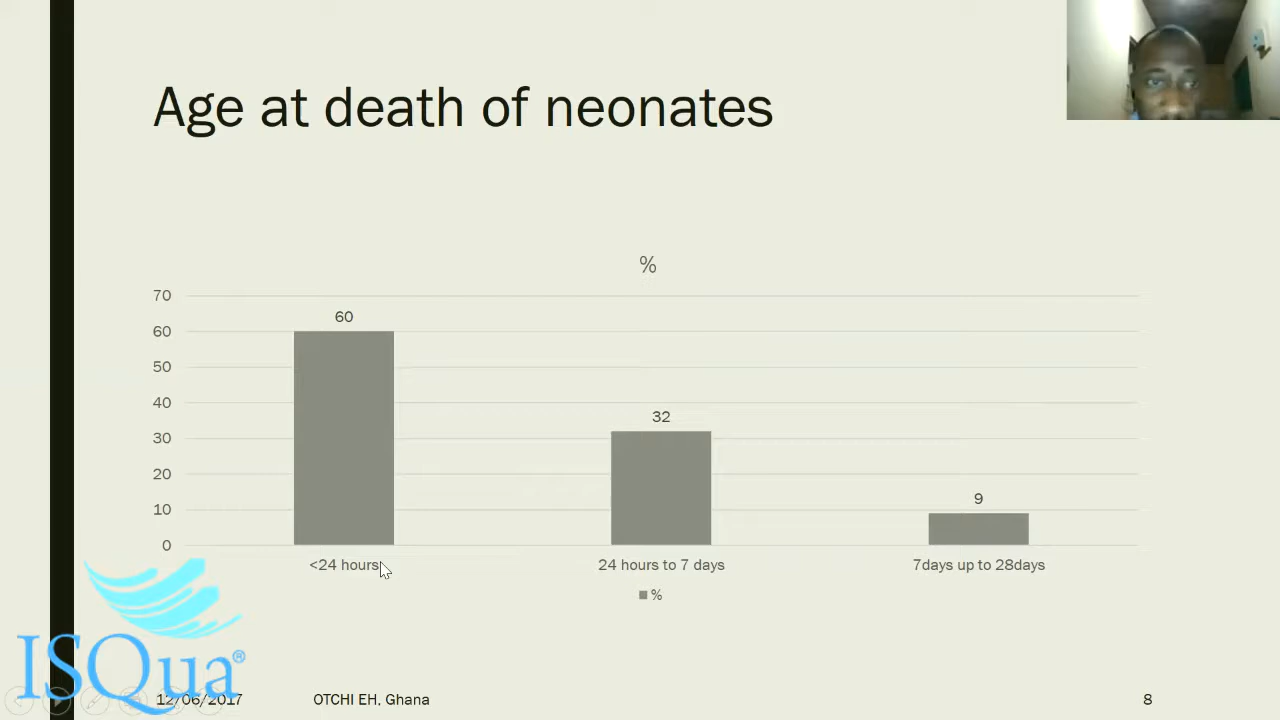 Age at death of neonates
%
70
60
50
40
30
20
10
0
60
32
9
<24 hours
24 hours to 7 days
7days up to 28days
%
ISQua®
12/06/2017
OTCHI EH, Ghana
8